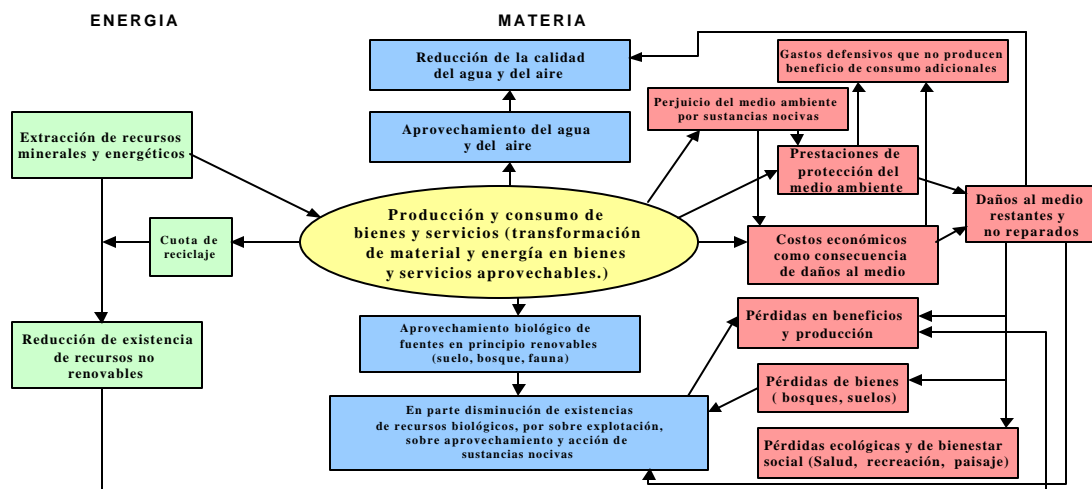 ENERGIA
MATERIA
Reducción de la calidad
del agua y del aire
Gastos defensivos que no producen
beneficio de consumo adicionales
Perjuicio del medio ambiente
por sustancias nocivas
Extracción de recursos
minerales y energéticos
Aprovechamiento del agua
y del aire
Prestaciones de
protección del
medio ambiente
Daños al medio
restantes y
no reparados
Cuota de
reciclaje
Producción y consumo de
bienes y servicios (transformación
de material y energía en bienes
y servicios aprovechables.)
Costos económicos
como consecuencia
de daños al medio
Reducción de existencia
de recursos no
renovables
Aprovechamiento biológico de
fuentes en principio renovables
(suelo, bosque, fauna)
Pérdidas en beneficios
y producción
Pérdidas de bienes
( bosques, suelos)
En parte disminución de existencias
de recursos biológicos, por sobre explotación,
sobre aprovechamiento y acción de
sustancias nocivas
Pérdidas ecológicas y de bienestar
social (Salud, recreación, paisaje)